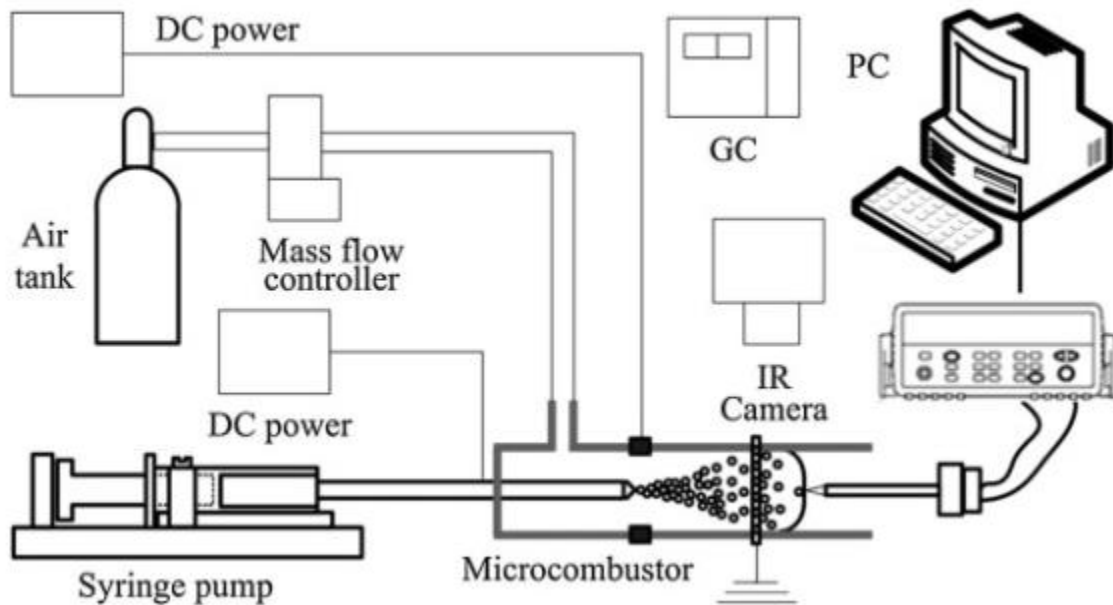 DC power
PC
GC
Air
tank
Mass flow
controller
IR
Camera
DC power
Microcombustor
Syringe pump